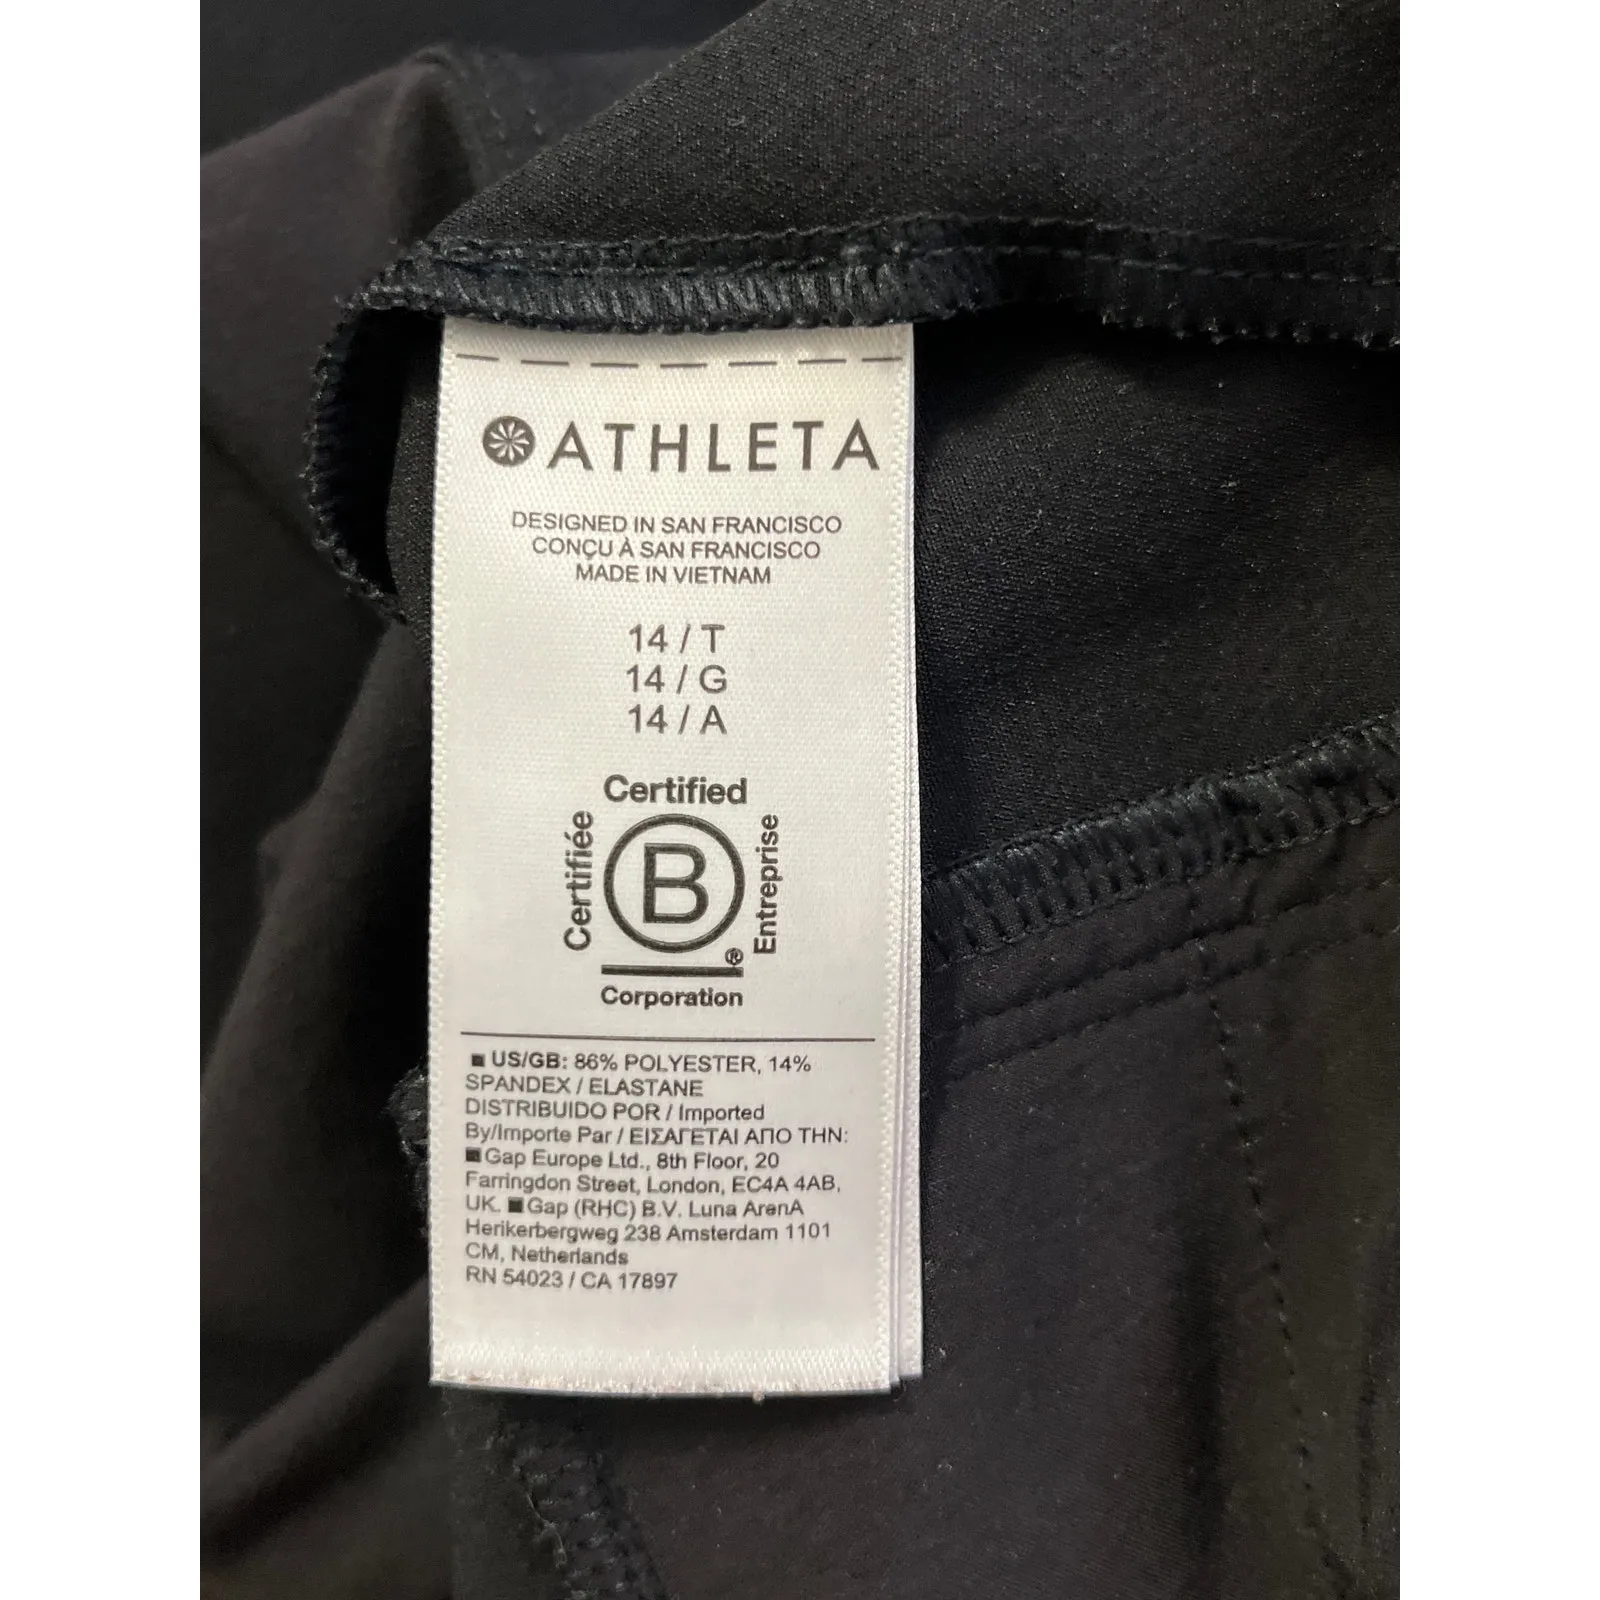 ATHLETA
DESIGNED IN SAN FRANCISCO
CONÇU À SAN FRANCISCO
MADE IN VIETNAM
14 / T
14 / G
14 / A
Certified
Certifiée
B
®
Entreprise
Corporation
■ US/GB: 86% POLYESTER, 14%
SPANDEX / ELASTANE
DISTRIBUIDO POR / Imported
By/Importe Par / ΕΙΣΑΓΕΤΑΙ ΑΠΟ ΤΗΝ:
■ Gap Europe Ltd., 8th Floor, 20
Farringdon Street, London, EC4A 4AB,
UK. ■ Gap (RHC) B.V. Luna ArenA
Herikerbergweg 238 Amsterdam 1101
CM, Netherlands
RN 54023 / CA 17897